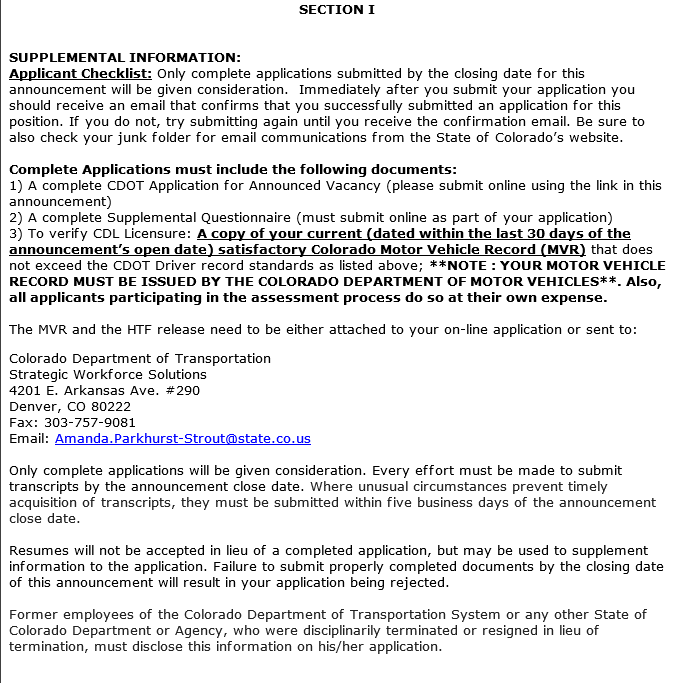 SECTION I
SUPPLEMENTAL INFORMATION:
Applicant Checklist: Only complete applications submitted by the closing date for this
announcement will be given consideration.  Immediately after you submit your application you
should receive an email that confirms that you successfully submitted an application for this
position. If you do not, try submitting again until you receive the confirmation email. Be sure to
also check your junk folder for email communications from the State of Colorado's website.
Complete Applications must include the following documents:
1) A complete CDOT Application for Announced Vacancy (please submit online using the link in this
announcement)
2) A complete Supplemental Questionnaire (must submit online as part of your application)
3) To verify CDL Licensure: A copy of your current (dated within the last 30 days of the
announcement's open date) satisfactory Colorado Motor Vehicle Record (MVR) that does
not exceed the CDOT Driver record standards as listed above; **NOTE : YOUR MOTOR VEHICLE
RECORD MUST BE ISSUED BY THE COLORADO DEPARTMENT OF MOTOR VEHICLES**. Also,
all applicants participating in the assessment process do so at their own expense.
The MVR and the HTF release need to be either attached to your on-line application or sent to:
Colorado Department of Transportation
Strategic Workforce Solutions
4201 E. Arkansas Ave. #290
Denver, CO 80222
Fax: 303-757-9081
Email: Amanda.Parkhurst-Strout@state.co.us
Only complete applications will be given consideration. Every effort must be made to submit
transcripts by the announcement close date. Where unusual circumstances prevent timely
acquisition of transcripts, they must be submitted within five business days of the announcement
close date.
Resumes will not be accepted in lieu of a completed application, but may be used to supplement
information to the application. Failure to submit properly completed documents by the closing date
of this announcement will result in your application being rejected.
Former employees of the Colorado Department of Transportation System or any other State of
Colorado Department or Agency, who were disciplinarily terminated or resigned in lieu of
termination, must disclose this information on his/her application.